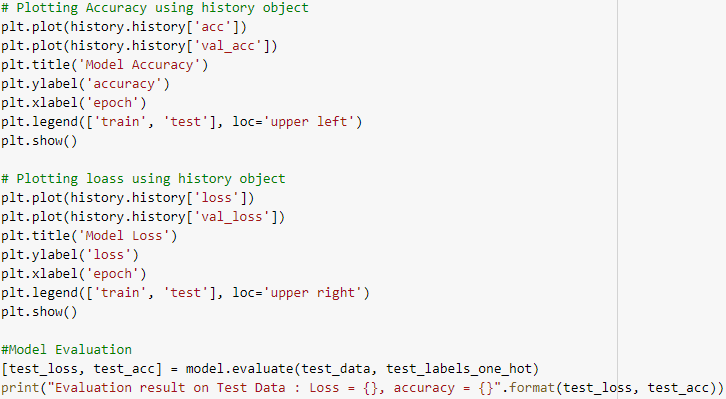 # Plotting Accuracy using history object
plt.plot(history.history['acc'])
plt.plot(history.history['val_acc'])
plt.title('Model Accuracy')
plt.ylabel('accuracy')
plt.xlabel('epoch')
plt.legend(['train', 'test'], loc='upper left')
plt.show()
# Plotting loass using history object
plt.plot(history.history['loss'])
plt.plot(history.history['val_loss'])
plt.title('Model Loss')
plt.ylabel('loss')
plt.xlabel('epoch')
plt.legend(['train', 'test'], loc='upper right')
plt.show()
#Model Evaluation
[test_loss, test_acc] = model.evaluate(test_data, test_labels_one_hot)
print("Evaluation result on Test Data : Loss = {}, accuracy = {}".format(test_loss, test_acc))